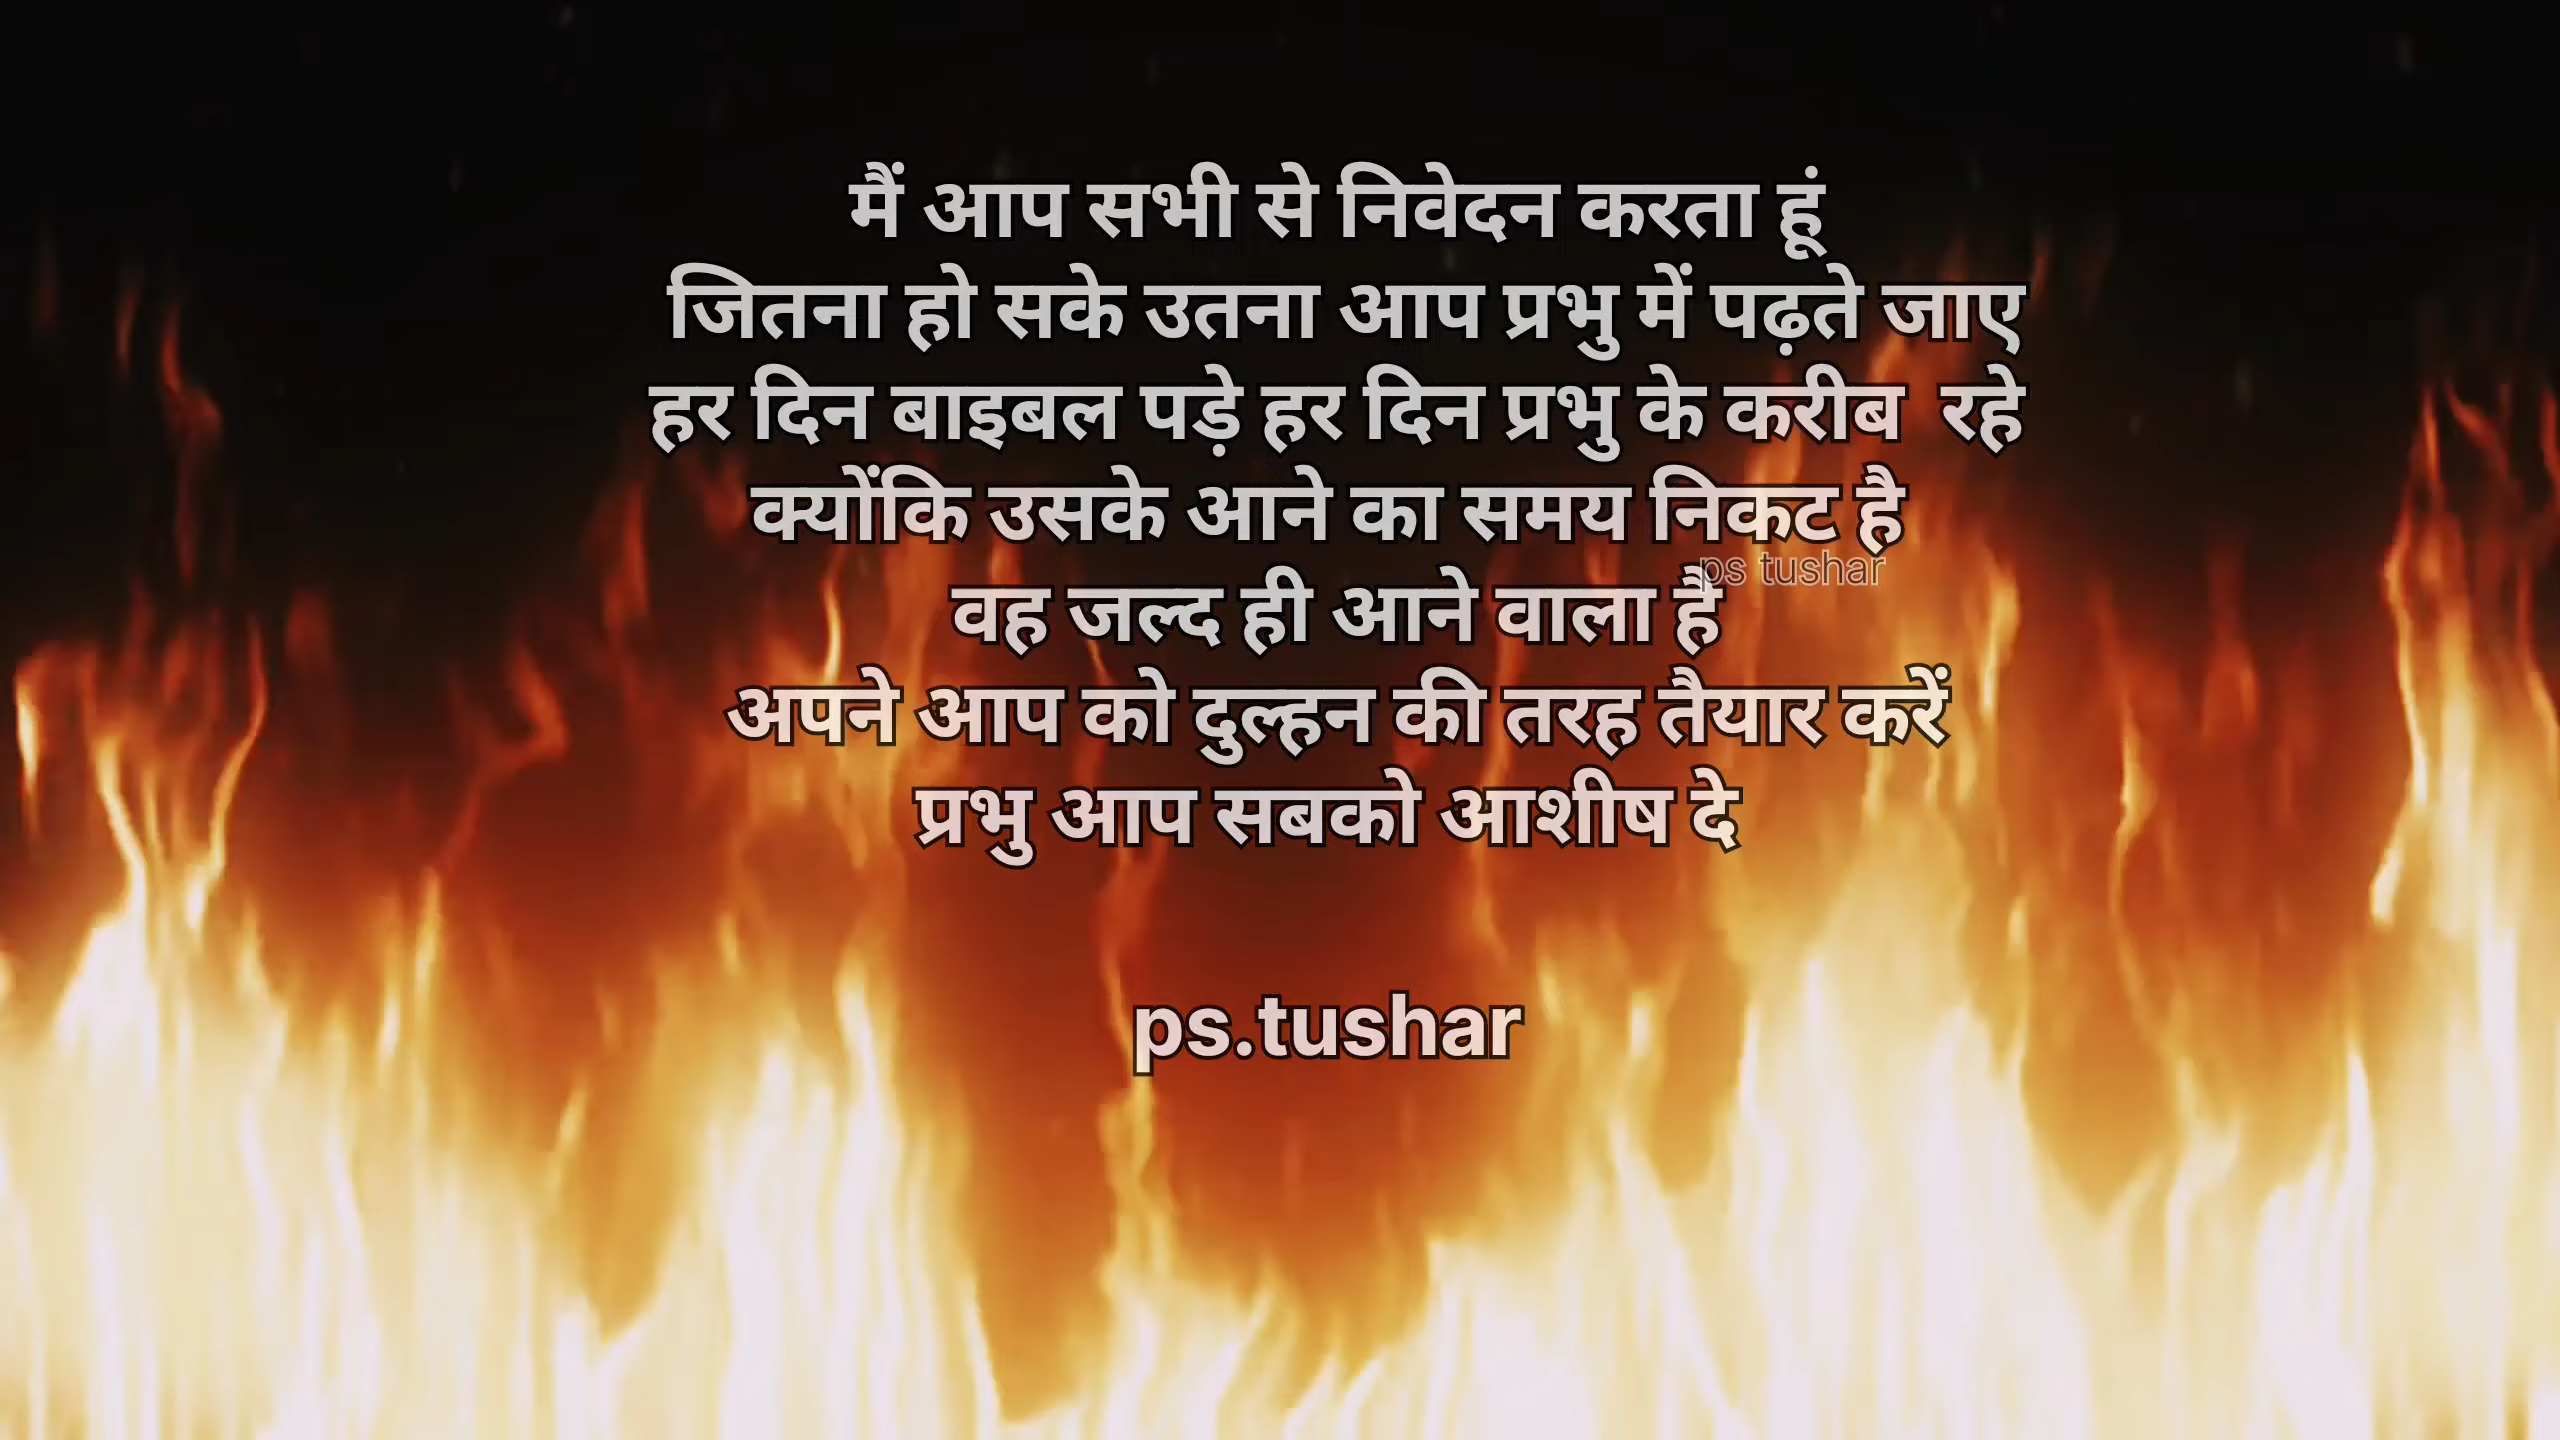 मैं आप सभी से निवेदन करता हूं
जितना हो सके उतना आप प्रभु में पढ़ते जाए
हर दिन बाइबल पड़े हर दिन प्रभु के करीब  रहे
क्योंकि उसके आने का समय निकट है
ps tushar
वह जल्द ही आने वाला है
अपने आप को दुल्हन की तरह तैयार करें
प्रभु आप सबको आशीष दे
ps.tushar